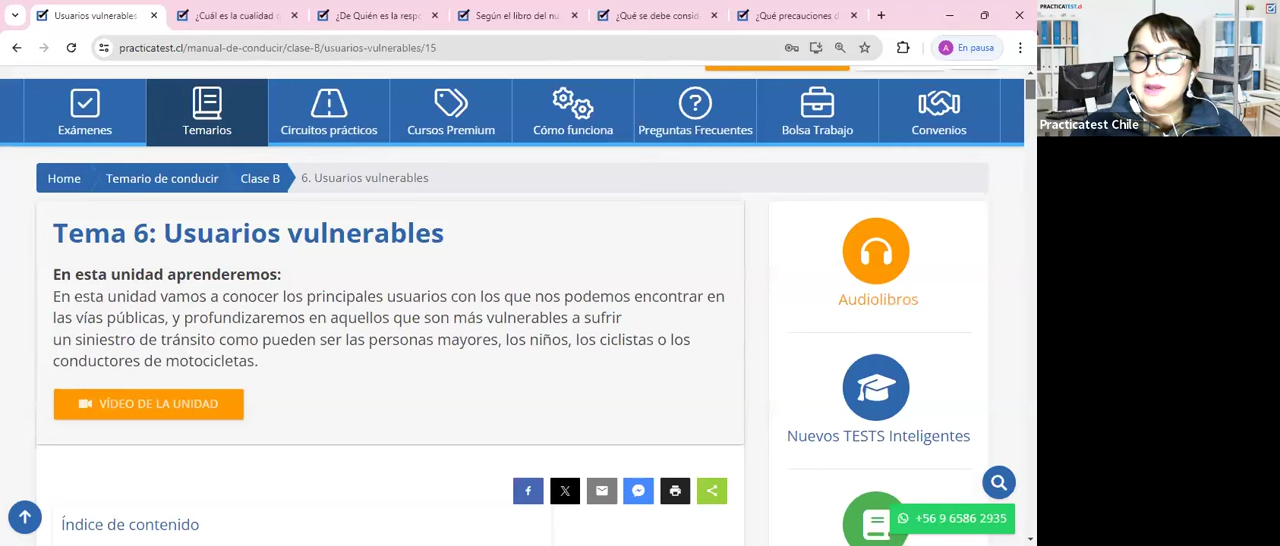 Usuarios vulnerables
¿Cuál es la cualidad
¿De Quién es la resp
Según el libro del nu
¿Qué se debe consid
¿Qué precauciones d
practicatest.cl/manual-de-conducir/clase-B/usuarios-vulnerables/15
A
En pausa
PRACTICATEST.cl
Exámenes
Temarios
Circuitos prácticos
Cursos Premium
Cómo funciona
Preguntas Frecuentes
Bolsa Trabajo
Convenios
Practicatest Chile
Home
Temario de conducir
Clase B
6. Usuarios vulnerables
Tema 6: Usuarios vulnerables
En esta unidad aprenderemos:
En esta unidad vamos a conocer los principales usuarios con los que nos podemos encontrar en
las vías públicas, y profundizaremos en aquellos que son más vulnerables a sufrir
un siniestro de tránsito como pueden ser las personas mayores, los niños, los ciclistas o los
conductores de motocicletas.
VÍDEO DE LA UNIDAD
Índice de contenido
Audiolibros
Nuevos TESTS Inteligentes
+56 9 6586 2935